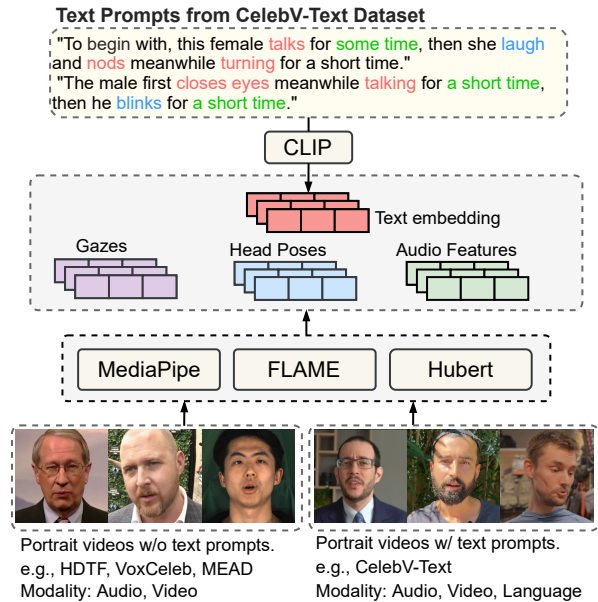 Text Prompts from CelebV-Text Dataset
"To begin with, this female talks for some time, then she laugh
and nods meanwhile turning for a short time."
"The male first closes eyes meanwhile talking for a short time,
then he blinks for a short time."
CLIP
Text embedding
Gazes
Head Poses
Audio Features
MediaPipe
FLAME
Hubert
Portrait videos w/o text prompts.
e.g., HDTF, VoxCeleb, MEAD
Modality: Audio, Video
Portrait videos w/ text prompts.
e.g., CelebV-Text
Modality: Audio, Video, Language